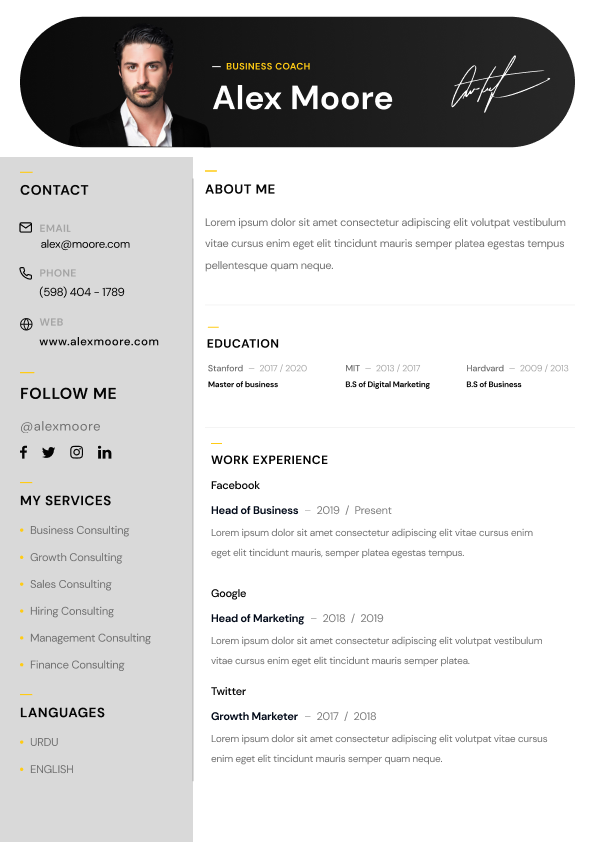 — BUSINESS COACH
Alex Moore
CONTACT
EMAIL
alex@moore.com
PHONE
(598) 404 - 1789
WEB
www.alexmoore.com
FOLLOW ME
@alexmoore
MY SERVICES
• Business Consulting
• Growth Consulting
• Sales Consulting
• Hiring Consulting
• Management Consulting
• Finance Consulting
LANGUAGES
• URDU
• ENGLISH
ABOUT ME
Lorem ipsum dolor sit amet consectetur adipiscing elit volutpat vestibulum
vitae cursus enim eget elit tincidunt mauris semper platea egestas tempus
pellentesque quam neque.
EDUCATION
Stanford — 2017 / 2020
Master of business
MIT — 2013 / 2017
B.S of Digital Marketing
Hardvard — 2009 / 2013
B.S of Business
WORK EXPERIENCE
Facebook
Head of Business — 2019 / Present
Lorem ipsum dolor sit amet consectetur adipiscing elit vitae cursus enim
eget elit tincidunt mauris, semper platea egestas tempus.
Google
Head of Marketing — 2018 / 2019
Lorem ipsum dolor sit amet consectetur adipiscing elit volutpat vestibulum
vitae cursus enim eget elit tincidunt mauris semper platea.
Twitter
Growth Marketer — 2017 / 2018
Lorem ipsum dolor sit amet consectetur adipiscing elit volutpat vitae cursus
enim eget elit tincidunt mauris semper quam neque.